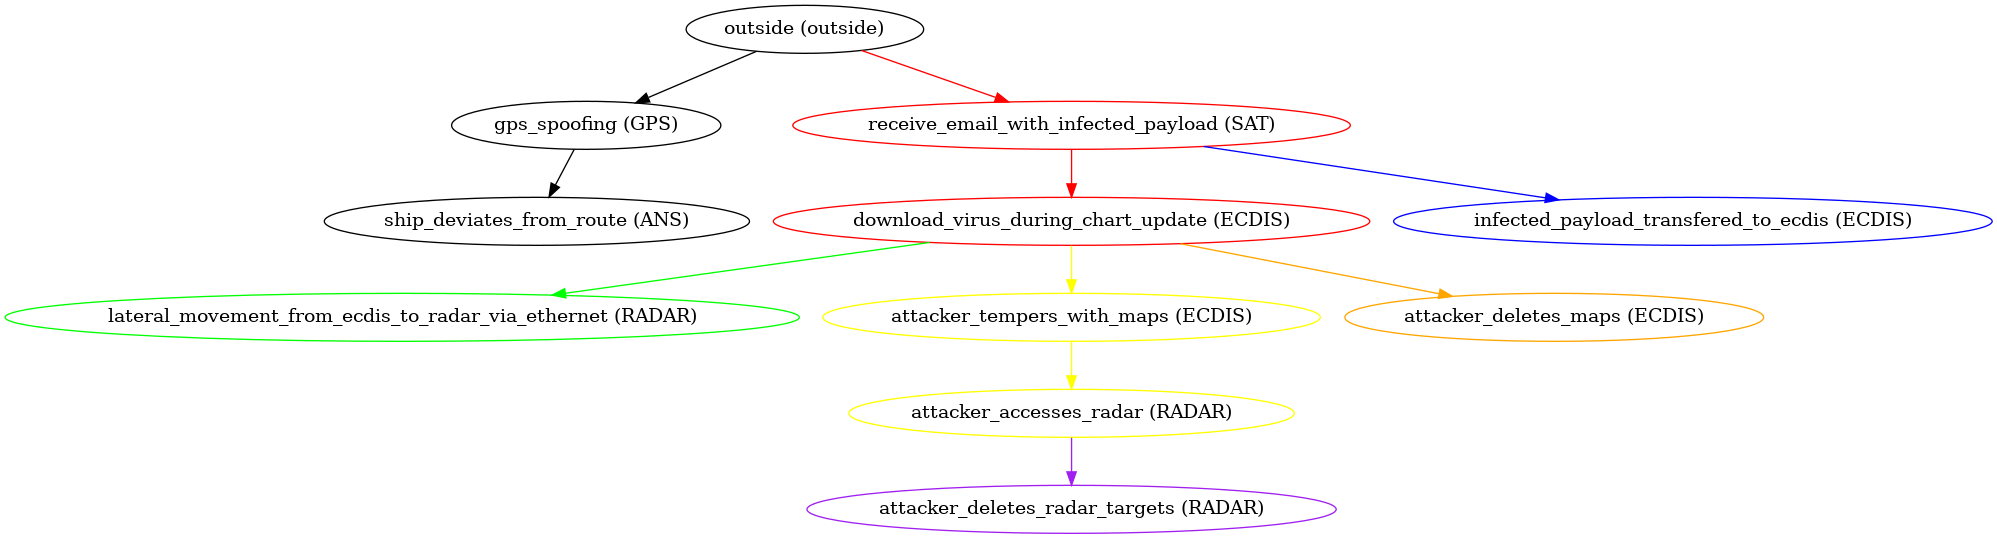 outside (outside)
gps_spoofing (GPS)
receive_email_with_infected_payload (SAT)
ship_deviates_from_route (ANS)
download_virus_during_chart_update (ECDIS)
infected_payload_transfered_to_ecdis (ECDIS)
lateral_movement_from_ecdis_to_radar_via_ethernet (RADAR)
attacker_tempers_with_maps (ECDIS)
attacker_deletes_maps (ECDIS)
attacker_accesses_radar (RADAR)
attacker_deletes_radar_targets (RADAR)